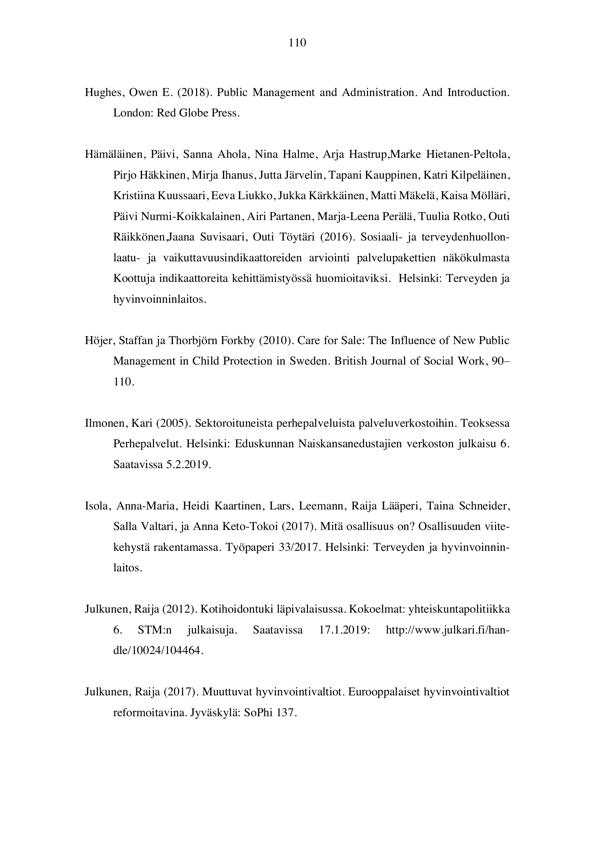 110
Hughes, Owen E. (2018). Public Management and Administration. And Introduction.
London: Red Globe Press.
Hämäläinen, Päivi, Sanna Ahola, Nina Halme, Arja Hastrup,Marke Hietanen-Peltola,
Pirjo Häkkinen, Mirja Ihanus, Jutta Järvelin, Tapani Kauppinen, Katri Kilpeläinen,
Kristiina Kuussaari, Eeva Liukko, Jukka Kärkkäinen, Matti Mäkelä, Kaisa Mölläri,
Päivi Nurmi-Koikkalainen, Airi Partanen, Marja-Leena Perälä, Tuulia Rotko, Outi
Räikkönen,Jaana Suvisaari, Outi Töytäri (2016). Sosiaali- ja terveydenhuollon-
laatu- ja vaikuttavuusindikaattoreiden arviointi palvelupakettien näkökulmasta
Koottuja indikaattoreita kehittämistyössä huomioitaviksi. Helsinki: Terveyden ja
hyvinvoinninlaitos.
Höjer, Staffan ja Thorbjörn Forkby (2010). Care for Sale: The Influence of New Public
Management in Child Protection in Sweden. British Journal of Social Work, 90–
110.
Ilmonen, Kari (2005). Sektoroituneista perhepalveluista palveluverkostoihin. Teoksessa
Perhepalvelut. Helsinki: Eduskunnan Naiskansanedustajien verkoston julkaisu 6.
Saatavissa 5.2.2019.
Isola, Anna-Maria, Heidi Kaartinen, Lars, Leemann, Raija Lääperi, Taina Schneider,
Salla Valtari, ja Anna Keto-Tokoi (2017). Mitä osallisuus on? Osallisuuden viite-
kehystä rakentamassa. Työpaperi 33/2017. Helsinki: Terveyden ja hyvinvoinnin-
laitos.
Julkunen, Raija (2012). Kotihoidontuki läpivalaisussa. Kokoelmat: yhteiskuntapolitiikka
6. STM:n julkaisuja. Saatavissa 17.1.2019: http://www.julkari.fi/han-
dle/10024/104464.
Julkunen, Raija (2017). Muuttuvat hyvinvointivaltiot. Eurooppalaiset hyvinvointivaltiot
reformoitavina. Jyväskylä: SoPhi 137.